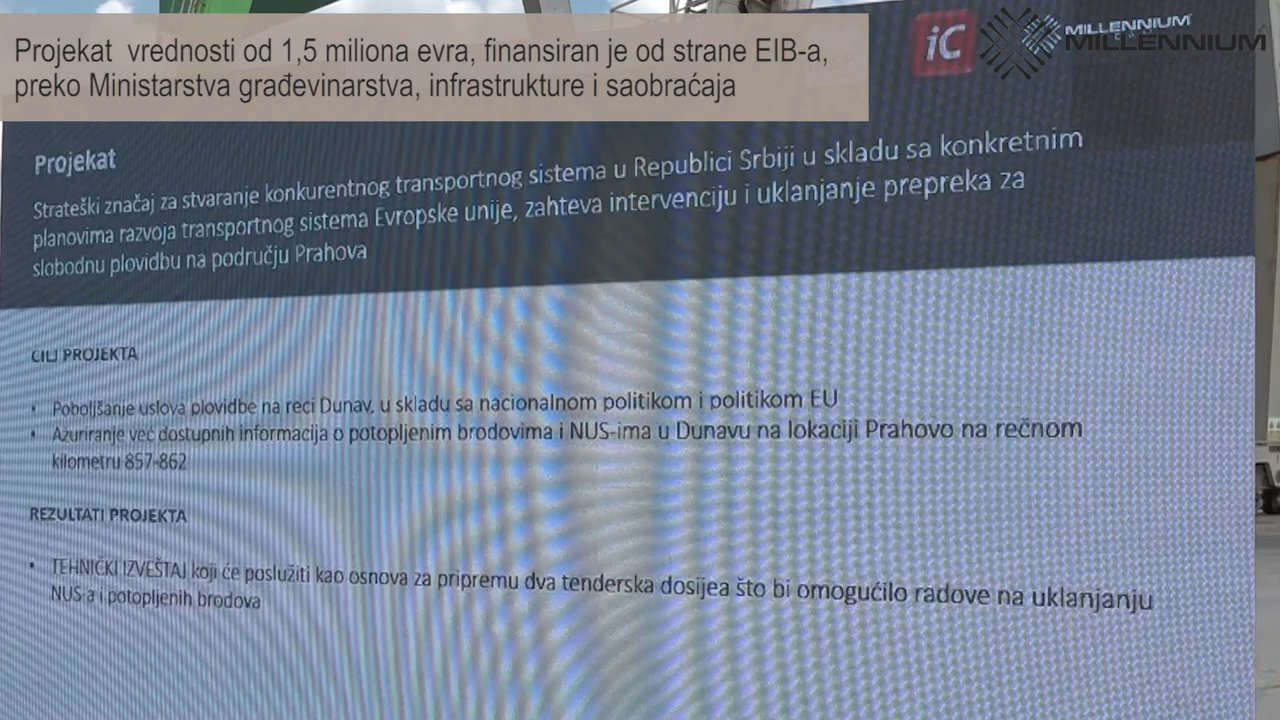 Projekat vrednosti od 1,5 miliona evra, finansiran je od strane EIB-a,
preko Ministarstva građevinarstva, infrastrukture i saobraćaja
iC
MILLENNIUM
MILLENNIUM
Projekat
Strateški značaj za stvaranje konkurentnog transportnog sistema u Republici Srbiji u skladu sa konkretnim
planovima razvoja transportnog sistema Evropske unije, zahteva intervenciju i uklanjanje prepreka za
slobodnu plovidbu na području Prahova
CILJ PROJEKTA
• Poboljšanje uslova plovidbe na reci Dunav, u skladu sa nacionalnom politikom i politikom EU
• Ažuriranje već dostupnih informacija o potopljenim brodovima i NUS-ima u Dunavu na lokaciji Prahovo na rečnom
kilometru 857-862
REZULTATI PROJEKTA
• TEHNIČKI IZVEŠTAJ koji će poslužiti kao osnova za pripremu dva tenderska dosijea što bi omogućilo radove na uklanjanju
NUS-a i potopljenih brodova